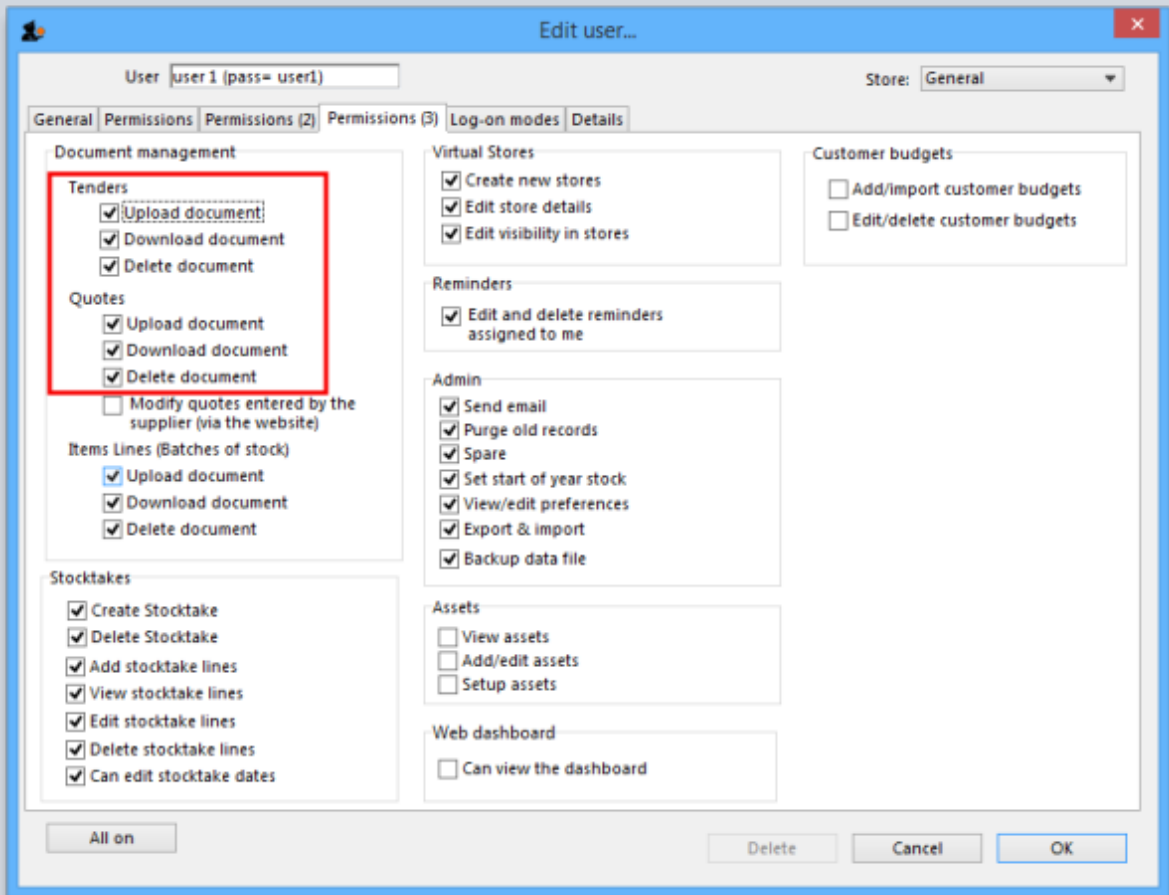 Edit user...
User user 1 (pass= user1)
Store: General
General Permissions Permissions (2) Permissions (3) Log-on modes Details
Document management
Tenders
Upload document
Download document
Delete document
Quotes
Upload document
Download document
Delete document
Modify quotes entered by the
supplier (via the website)
Items Lines (Batches of stock)
Upload document
Download document
Delete document
Stocktakes
Create Stocktake
Delete Stocktake
Add stocktake lines
View stocktake lines
Edit stocktake lines
Delete stocktake lines
Can edit stocktake dates
Virtual Stores
Create new stores
Edit store details
Edit visibility in stores
Reminders
Edit and delete reminders
assigned to me
Admin
Send email
Purge old records
Spare
Set start of year stock
View/edit preferences
Export & import
Backup data file
Assets
View assets
Add/edit assets
Setup assets
Web dashboard
Can view the dashboard
Customer budgets
Add/import customer budgets
Edit/delete customer budgets
All on
Delete
Cancel
OK